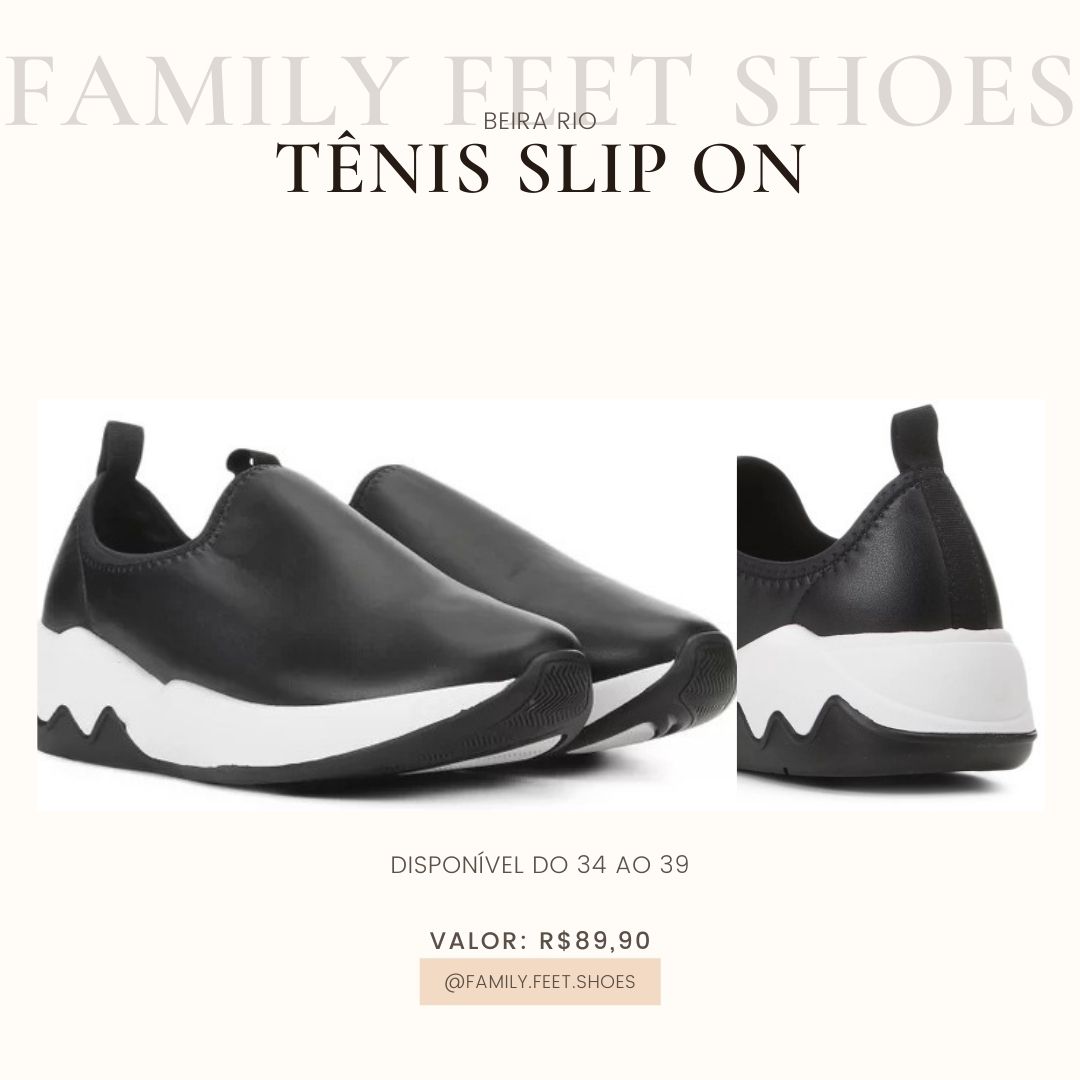 FAMILY FEET SHOES
BEIRA RIO
TÊNIS SLIP ON
DISPONÍVEL DO 34 AO 39
VALOR: R$89,90
@FAMILY.FEET.SHOES